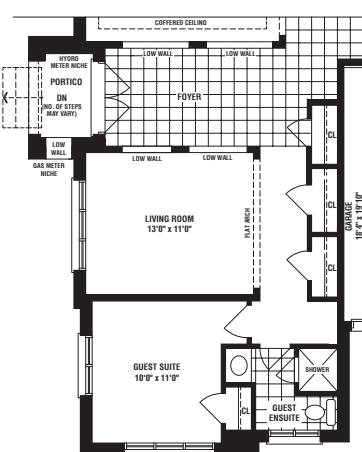 COFFERED CEILING
HYDRO
METER NICHE
LOW WALL
LOW WALL
PORTICO
DN
(NO. OF STEPS
MAY VARY)
FOYER
CL
LOW
WALL
LOW WALL
LOW WALL
GAS METER
NICHE
LIVING ROOM
13'0" x 11'0"
FLAT ARCH
CL
GARAGE
18'4" x 19'10"
CL
GUEST SUITE
10'0" x 11'0"
SHOWER
CL
GUEST
ENSUITE